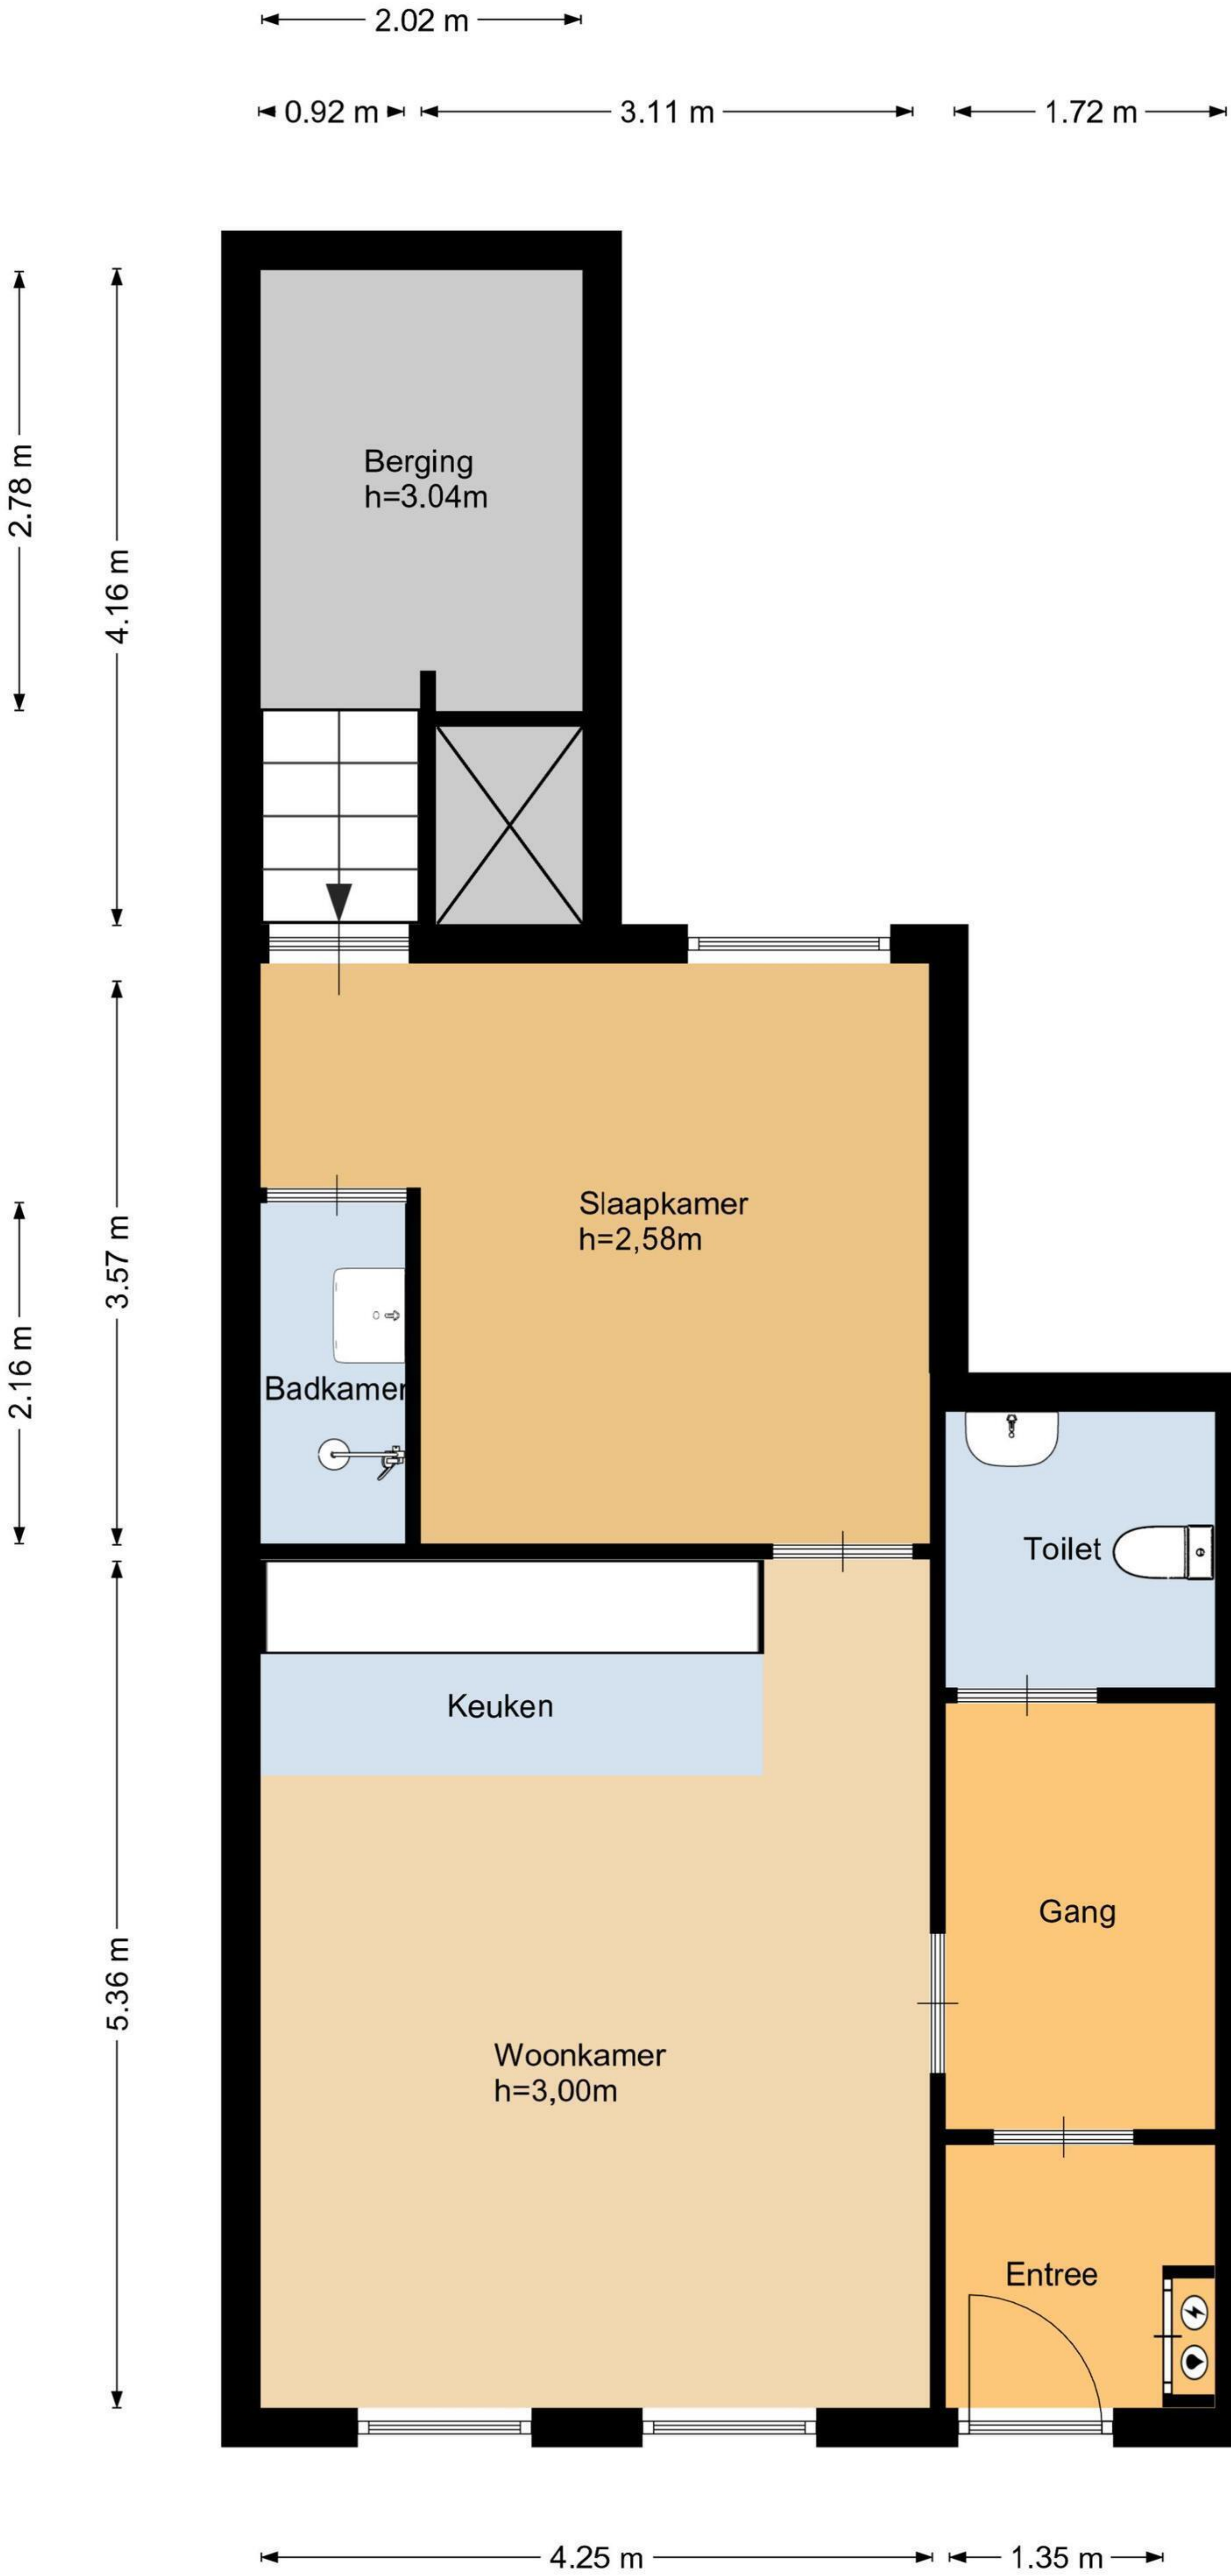 2.02 m
0.92 m
3.11 m
1.72 m
2.78 m
4.16 m
Berging
h=3.04m
3.57 m
2.16 m
Slaapkamer
h=2,58m
Badkamer
Toilet
Keuken
Gang
5.36 m
Woonkamer
h=3,00m
Entree
4.25 m
1.35 m